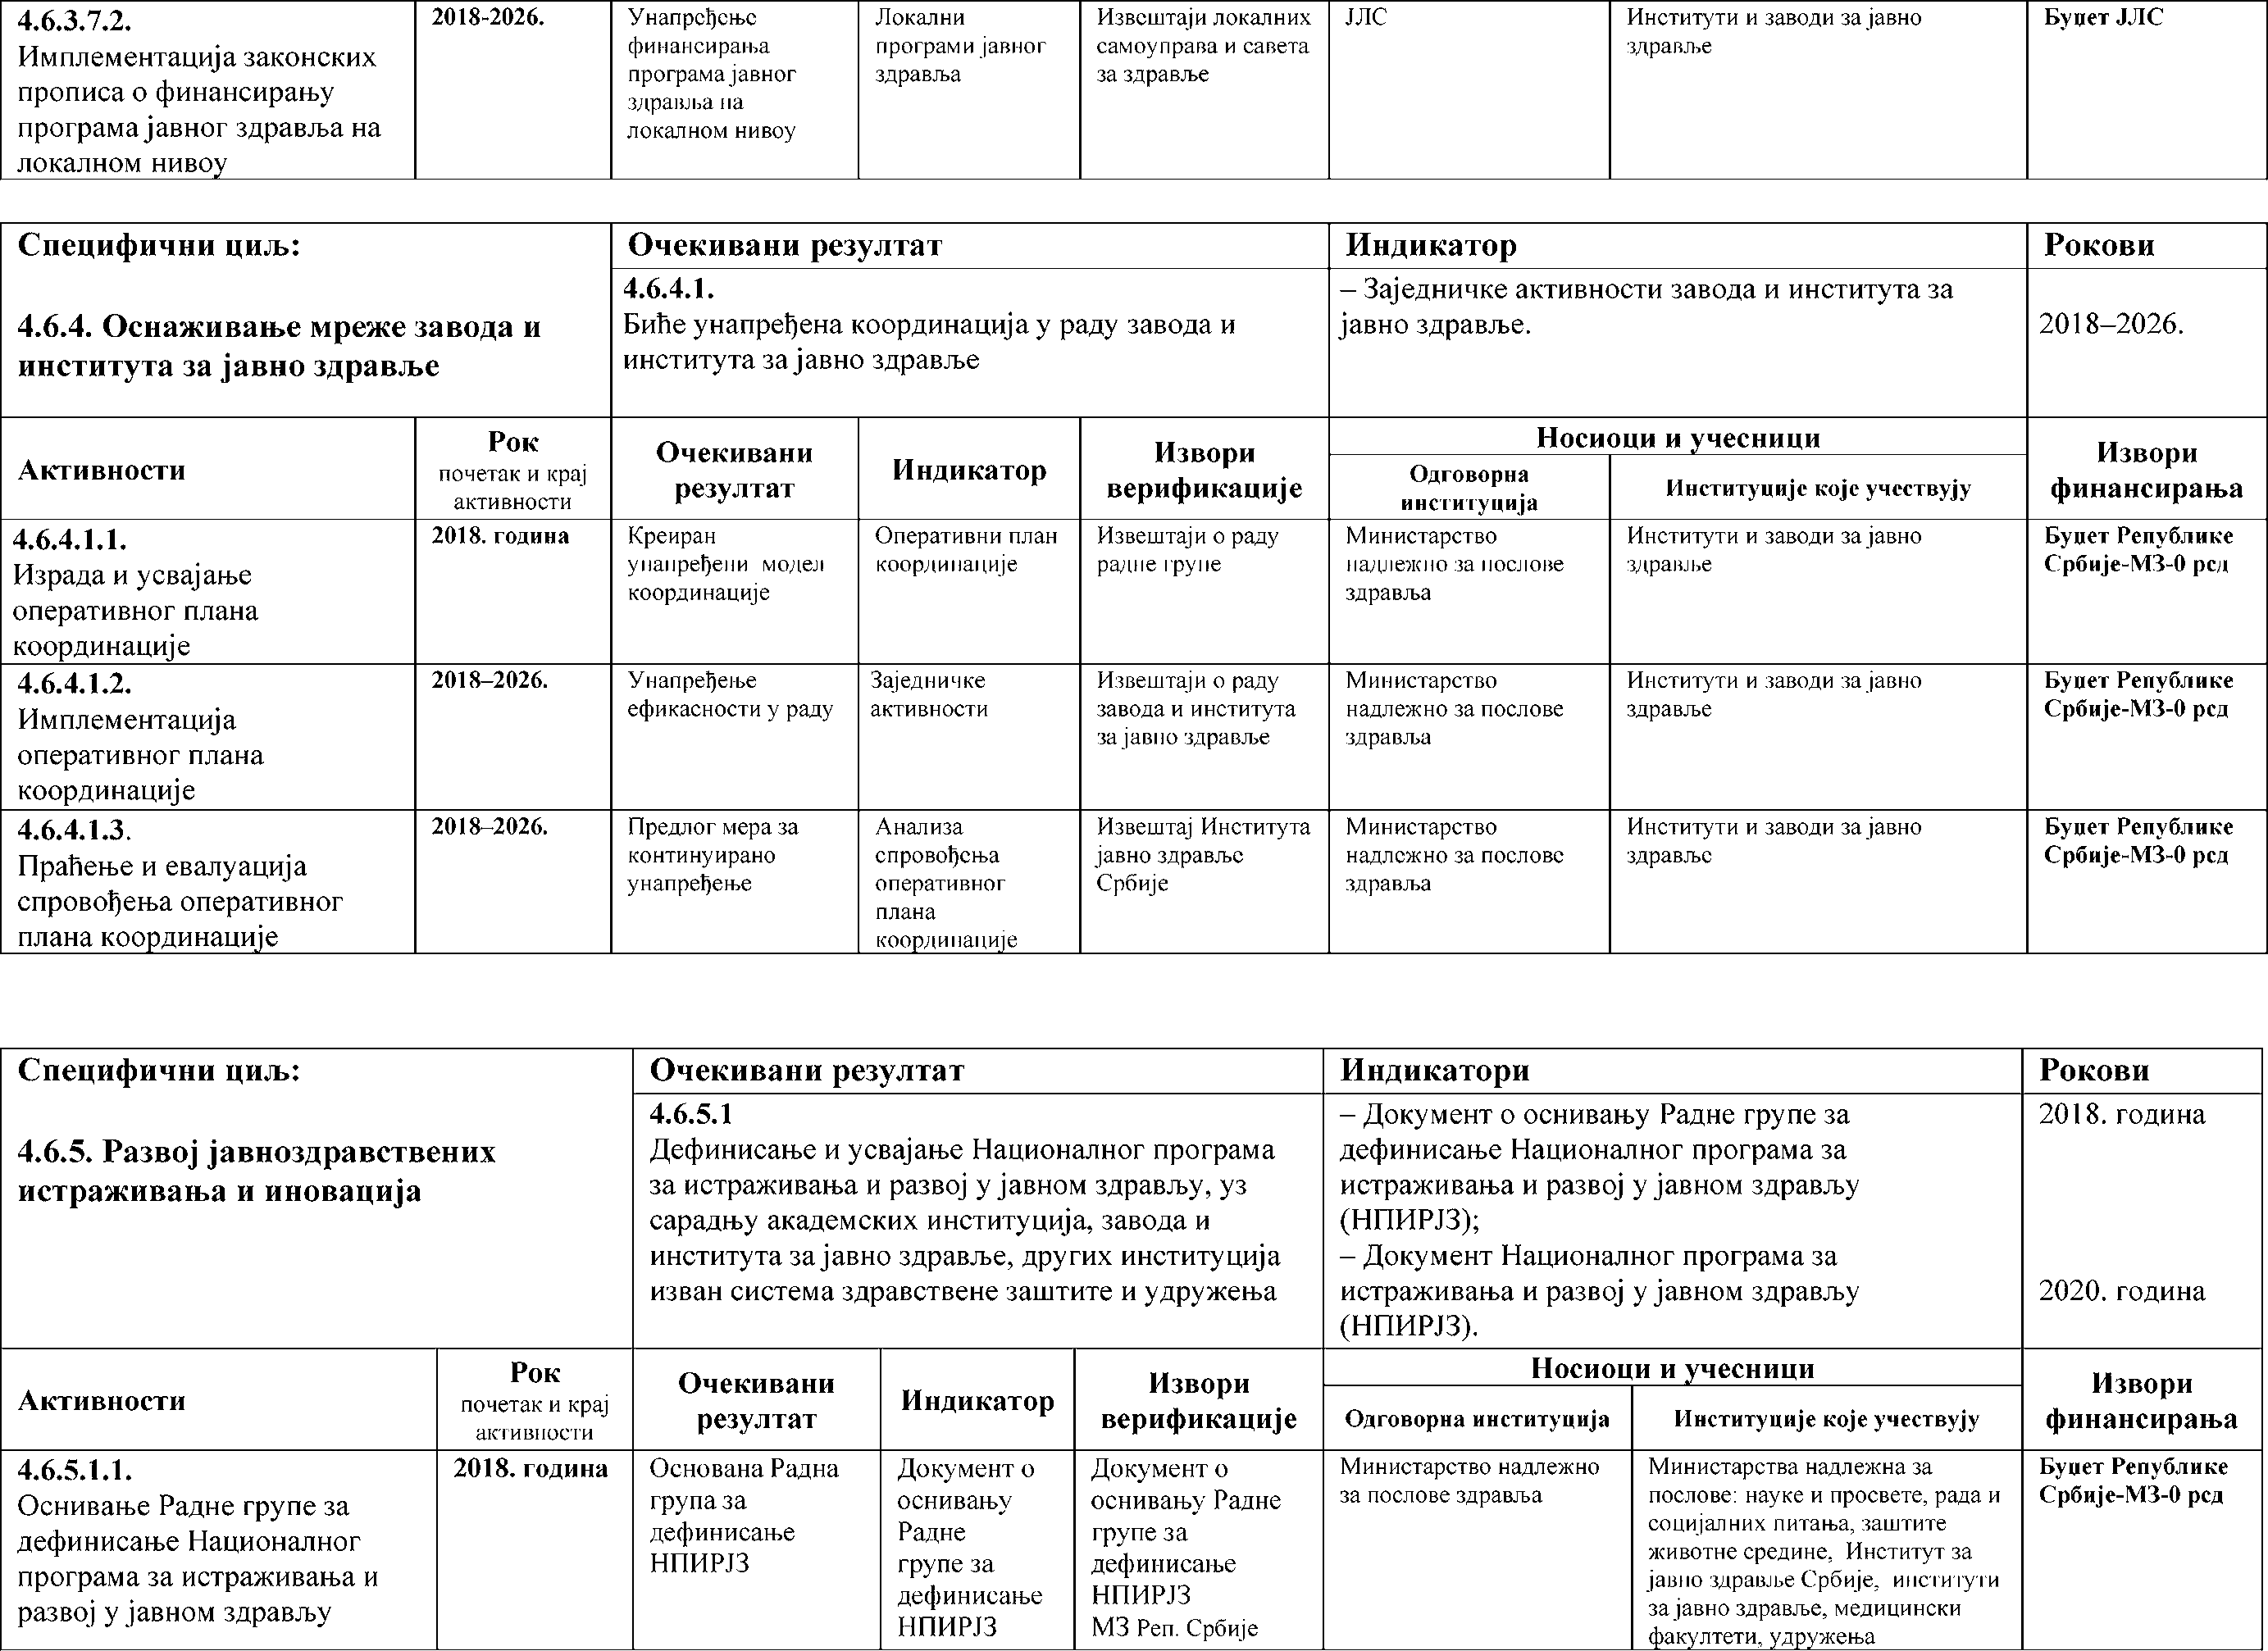 4.6.3.7.2.
Имплементација законских
прописа о финансирању
програма јавног здравља на
локалном нивоу
2018-2026.
Унапређење
финансирања
програма јавног
здравља на
локалном нивоу
Локални
програми јавног
здравља
Извештаји локалних
самоуправа и савета
за здравље
ЈЛС
Институти и заводи за јавно
здравље
Буџет ЈЛС
Специфични циљ:
4.6.4. Оснаживање мреже завода и
института за јавно здравље
Очекивани резултат
4.6.4.1.
Биће унапређена координација у раду завода и
института за јавно здравље
Индикатор
– Заједничке активности завода и института за
јавно здравље.
Рокови
2018–2026.
Активности
Рок
почетак и крај
активности
Очекивани
резултат
Индикатор
Извори
верификације
Носиоци и учесници
Одговорна
институција
Институције које учествују
Извори
финансирања
4.6.4.1.1.
Израда и усвајање
оперативног плана
координације
2018. година
Креиран
унапређени модел
координације
Оперативни план
координације
Извештаји о раду
радне групе
Министарство
надлежно за послове
здравља
Институти и заводи за јавно
здравље
Буџет Републике
Србије-МЗ-0 рсд
4.6.4.1.2.
Имплементација
оперативног плана
координације
2018–2026.
Унапређење
ефикасности у раду
Заједничке
активности
Извештаји о раду
завода и института
за јавно здравље
Министарство
надлежно за послове
здравља
Институти и заводи за јавно
здравље
Буџет Републике
Србије-МЗ-0 рсд
4.6.4.1.3.
Праћење и евалуација
спровођења оперативног
плана координације
2018–2026.
Предлог мера за
континуирано
унапређење
Анализа
спровођења
оперативног
плана
координације
Извештај Института
јавно здравље
Србије
Министарство
надлежно за послове
здравља
Институти и заводи за јавно
здравље
Буџет Републике
Србије-МЗ-0 рсд
Специфични циљ:
4.6.5. Развој јавноздравствених
истраживања и иновација
Очекивани резултат
4.6.5.1
Дефинисање и усвајање Националног програма
за истраживања и развој у јавном здрављу, уз
сарадњу академских институција, завода и
института за јавно здравље, других институција
изван система здравствене заштите и удружења
Индикатори
– Документ о оснивању Радне групе за
дефинисање Националног програма за
истраживања и развој у јавном здрављу
(НПИРЈЗ);
– Документ Националног програма за
истраживања и развој у јавном здрављу
(НПИРЈЗ).
Рокови
2018. година
2020. година
Активности
Рок
почетак и крај
активности
Очекивани
резултат
Индикатор
Извори
верификације
Носиоци и учесници
Одговорна институција
Институције које учествују
Извори
финансирања
4.6.5.1.1.
Оснивање Радне групе за
дефинисање Националног
програма за истраживања и
развој у јавном здрављу
2018. година
Основана Радна
група за
дефинисање
НПИРЈЗ
Документ о
оснивању
Радне
групе за
дефинисање
НПИРЈЗ
Документ о
оснивању Радне
групе за
дефинисање
НПИРЈЗ
МЗ Реп. Србије
Министарство надлежно
за послове здравља
Министарства надлежна за
послове: науке и просвете, рада и
социјалних питања, заштите
животне средине, Институт за
јавно здравље Србије, институти
за јавно здравље, медицински
факултети, удружења
Буџет Републике
Србије-МЗ-0 рсд